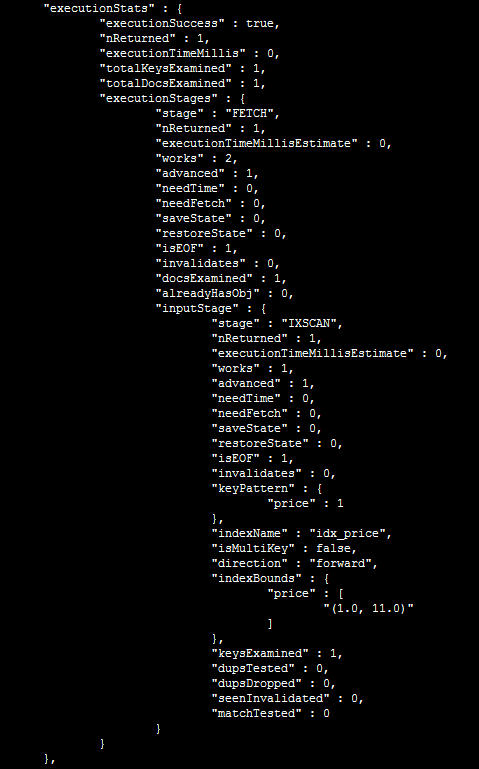 "executionStats" : {
"executionSuccess" : true,
"nReturned" : 1,
"executionTimeMillis" : 0,
"totalKeysExamined" : 1,
"totalDocsExamined" : 1,
"executionStages" : {
"stage" : "FETCH",
"nReturned" : 1,
"executionTimeMillisEstimate" : 0,
"works" : 2,
"advanced" : 1,
"needTime" : 0,
"needFetch" : 0,
"saveState" : 0,
"restoreState" : 0,
"isEOF" : 1,
"invalidates" : 0,
"docsExamined" : 1,
"alreadyHasObj" : 0,
"inputStage" : {
"stage" : "IXSCAN",
"nReturned" : 1,
"executionTimeMillisEstimate" : 0,
"works" : 1,
"advanced" : 1,
"needTime" : 0,
"needFetch" : 0,
"saveState" : 0,
"restoreState" : 0,
"isEOF" : 1,
"invalidates" : 0,
"keyPattern" : {
"price" : 1
},
"indexName" : "idx_price",
"isMultiKey" : false,
"direction" : "forward",
"indexBounds" : {
"price" : [
"(1.0, 11.0)"
]
},
"keysExamined" : 1,
"dupsTested" : 0,
"dupsDropped" : 0,
"seenInvalidated" : 0,
"matchTested" : 0
}
}
},